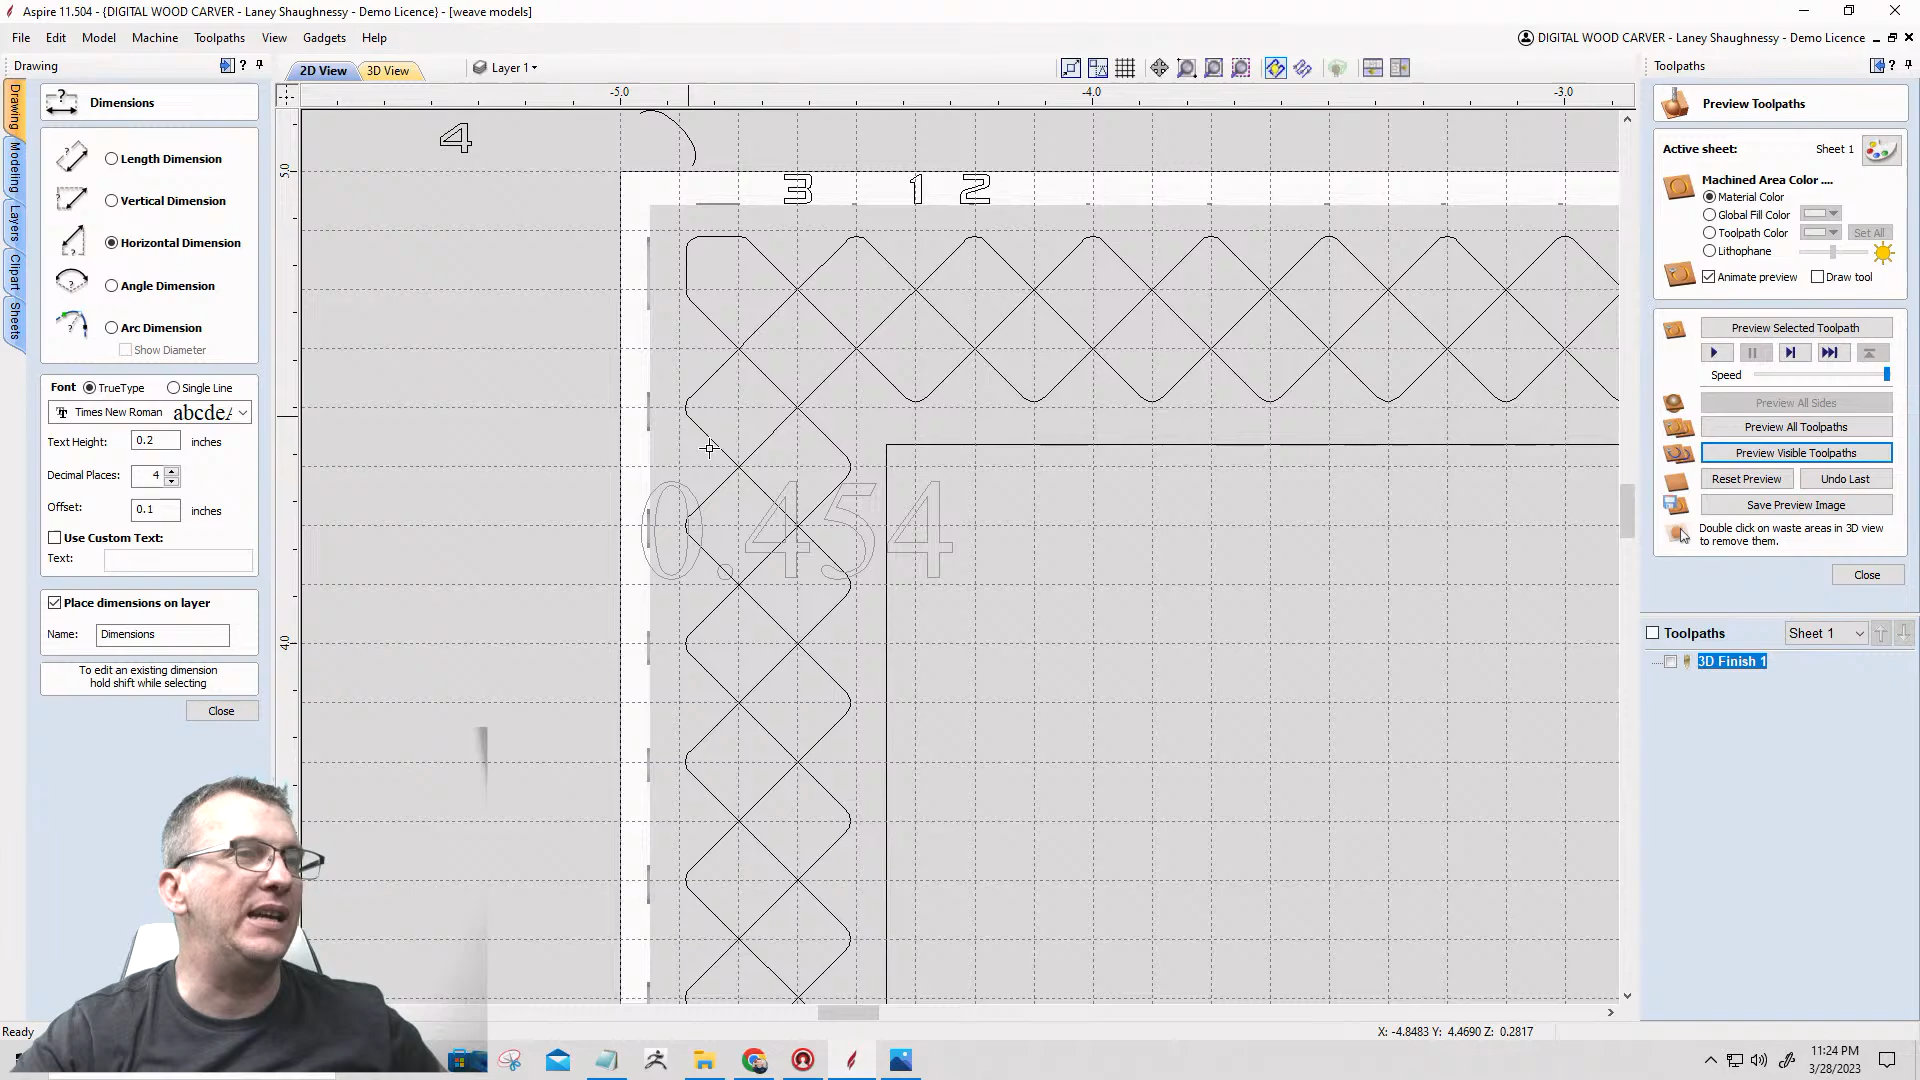 Aspire 11.504 - {DIGITAL WOOD CARVER - Laney Shaughnessy - Demo Licence} - [weave models]
File Edit Model Machine Toolpaths View Gadgets Help
DIGITAL WOOD CARVER - Laney Shaughnessy - Demo Licence
Drawing
2D View
3D View
Layer 1
Toolpaths
Drawing
Modeling
Layers
Clipart
Sheets
Dimensions
Length Dimension
Vertical Dimension
Horizontal Dimension
Angle Dimension
Arc Dimension
Show Diameter
Font TrueType Single Line
Times New Roman
Text Height: 0.2 inches
Decimal Places: 4
Offset: 0.1 inches
Use Custom Text:
Text:
Place dimensions on layer
Name: Dimensions
To edit an existing dimension
hold shift while selecting
Close
-5.0 -4.0 -3.0
5.0
4.0
4
3 1 2
0.454
Preview Toolpaths
Active sheet: Sheet 1
Machined Area Color ....
Material Color
Global Fill Color
Toolpath Color Set All
Lithophane
Animate preview Draw tool
Preview Selected Toolpath
Speed
Preview All Sides
Preview All Toolpaths
Preview Visible Toolpaths
Reset Preview Undo Last
Save Preview Image
Double click on waste areas in 3D view
to remove them.
Close
Toolpaths Sheet 1
3D Finish 1
Ready
X: -4.8483 Y: 4.4690 Z: 0.2817
11:24 PM
3/28/2023